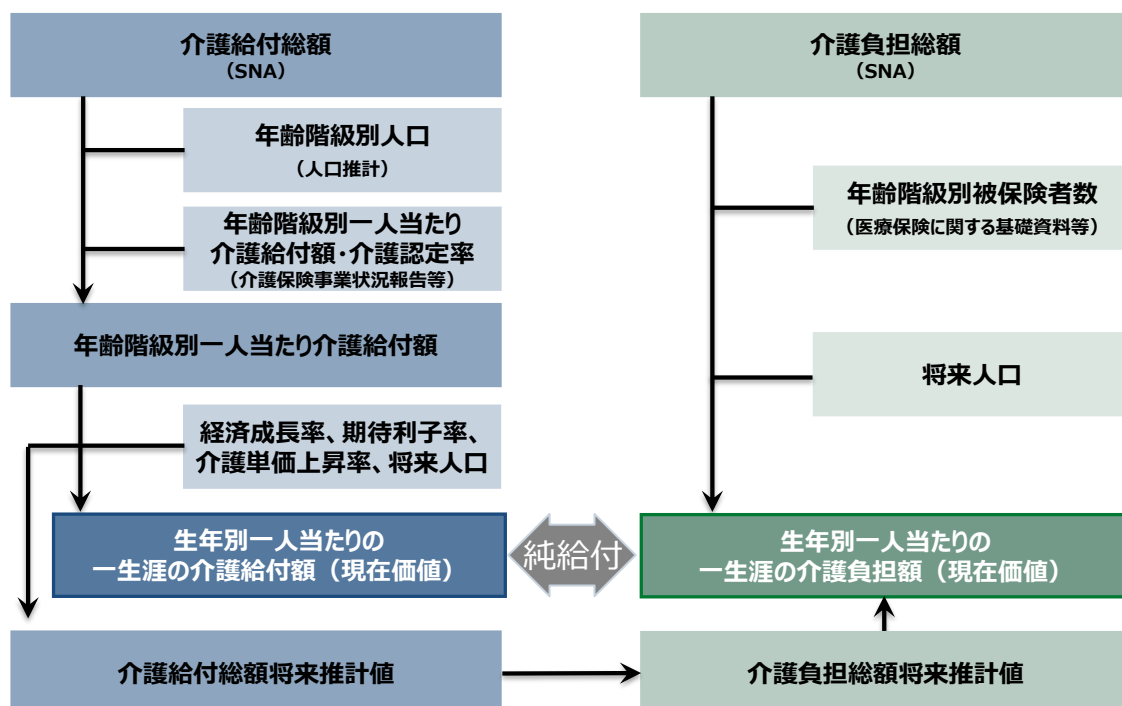 介護給付総額
（SNA）
年齢階級別人口
（人口推計）
年齢階級別一人当たり
介護給付額・介護認定率
（介護保険事業状況報告等）
年齢階級別一人当たり介護給付額
経済成長率、期待利子率、
介護単価上昇率、将来人口
生年別一人当たりの
一生涯の介護給付額（現在価値）
介護給付総額将来推計値
純給付
介護負担総額
（SNA）
年齢階級別被保険者数
（医療保険に関する基礎資料等）
将来人口
生年別一人当たりの
一生涯の介護負担額（現在価値）
介護負担総額将来推計値